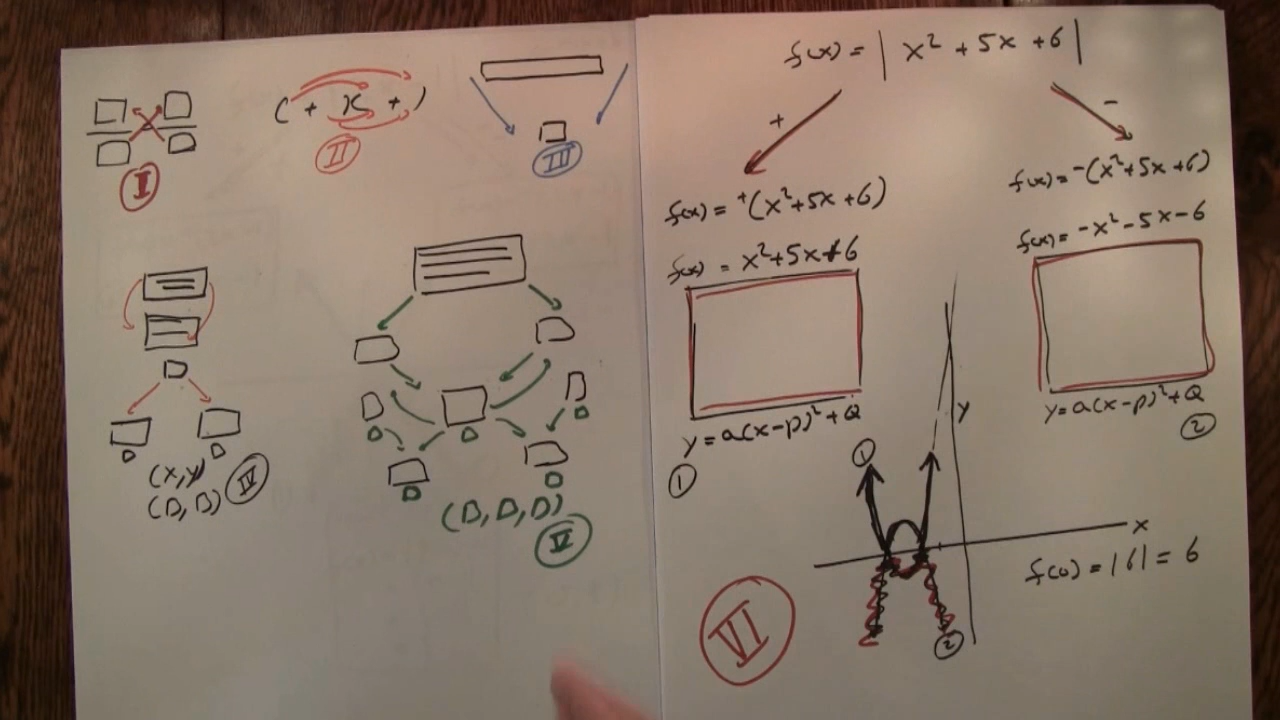 I
( + x + )
II
III
(x, y)
(D, D)
IV
(D, D, D)
V
f(x) = | x² + 5x + 6 |
+
-
f(x) = +(x² + 5x + 6)
f(x) = x² + 5x + 6
y = a(x-p)² + Q
1
f(x) = -(x² + 5x + 6)
f(x) = -x² - 5x - 6
y = a(x-p)² + Q
2
y
1
x
f(0) = |6| = 6
2
VI